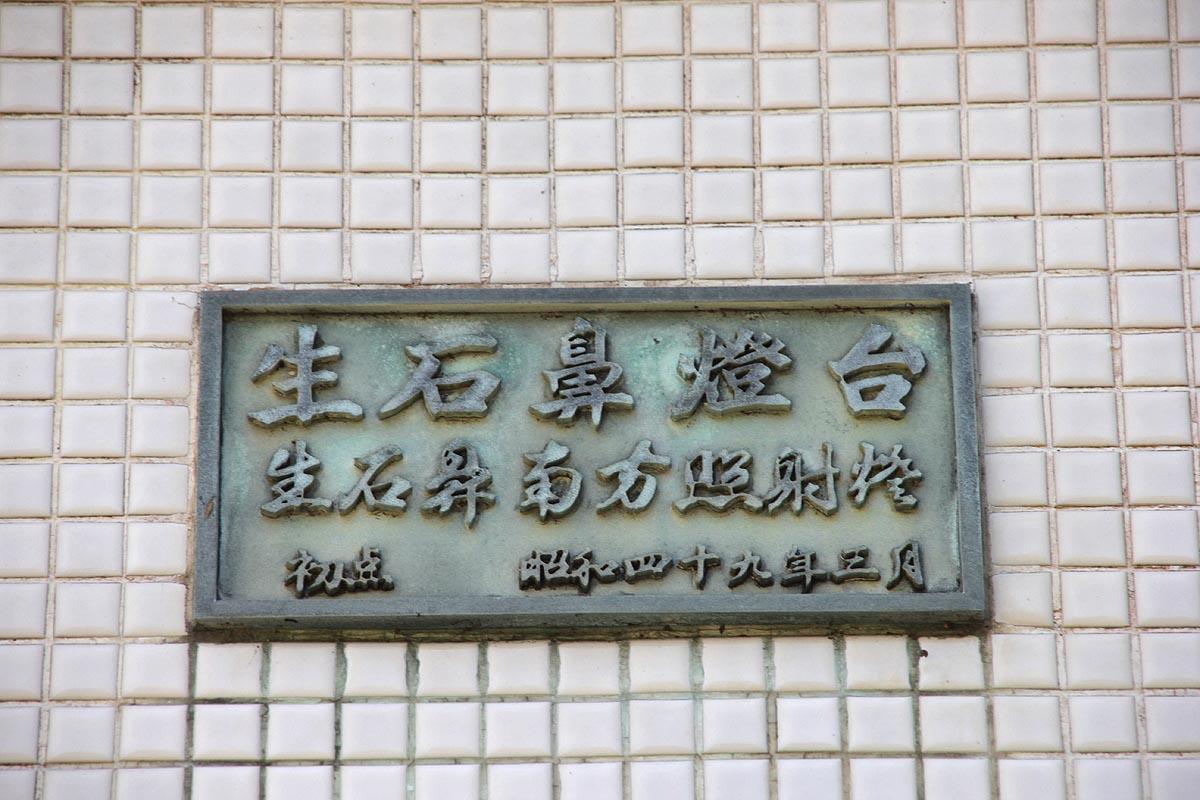 生石鼻燈台
生石鼻南方照射燈
初点 昭和四十九年三月